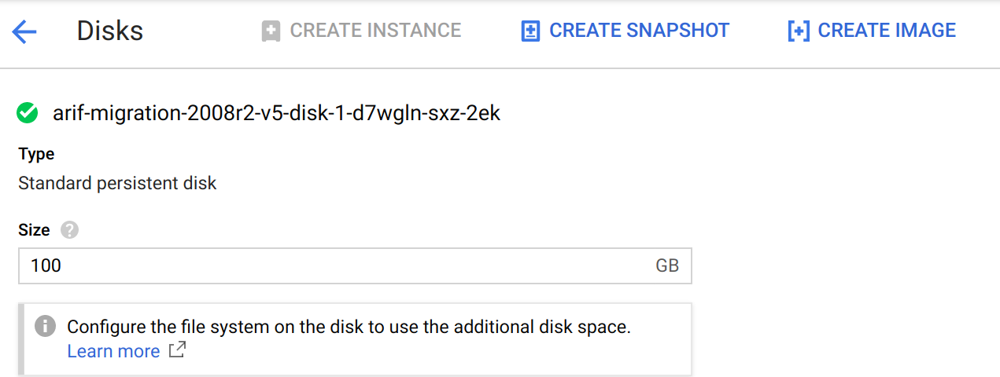 Disks CREATE INSTANCE CREATE SNAPSHOT CREATE IMAGE
arif-migration-2008r2-v5-disk-1-d7wgln-sxz-2ek
Type
Standard persistent disk
Size ?
100 GB
Configure the file system on the disk to use the additional disk space.
Learn more